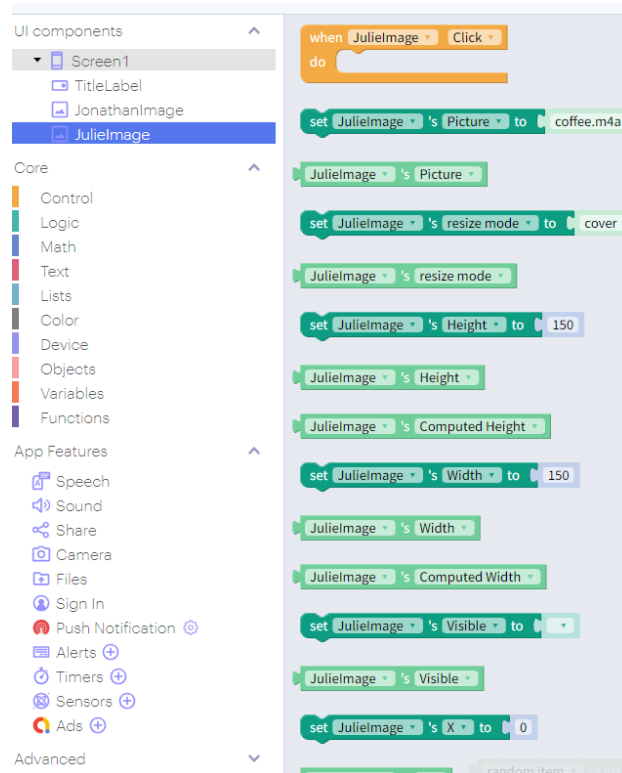 UI components
Screen1
TitleLabel
JonathanImage
JulieImage
Core
Control
Logic
Math
Text
Lists
Color
Device
Objects
Variables
Functions
App Features
Speech
Sound
Share
Camera
Files
Sign In
Push Notification
Alerts
Timers
Sensors
Ads
Advanced
when JulieImage Click
do
set JulieImage 's Picture to coffee.m4a
JulieImage 's Picture
set JulieImage 's resize mode to cover
JulieImage 's resize mode
set JulieImage 's Height to 150
JulieImage 's Height
JulieImage 's Computed Height
set JulieImage 's Width to 150
JulieImage 's Width
JulieImage 's Computed Width
set JulieImage 's Visible to
JulieImage 's Visible
set JulieImage 's X to 0
random item